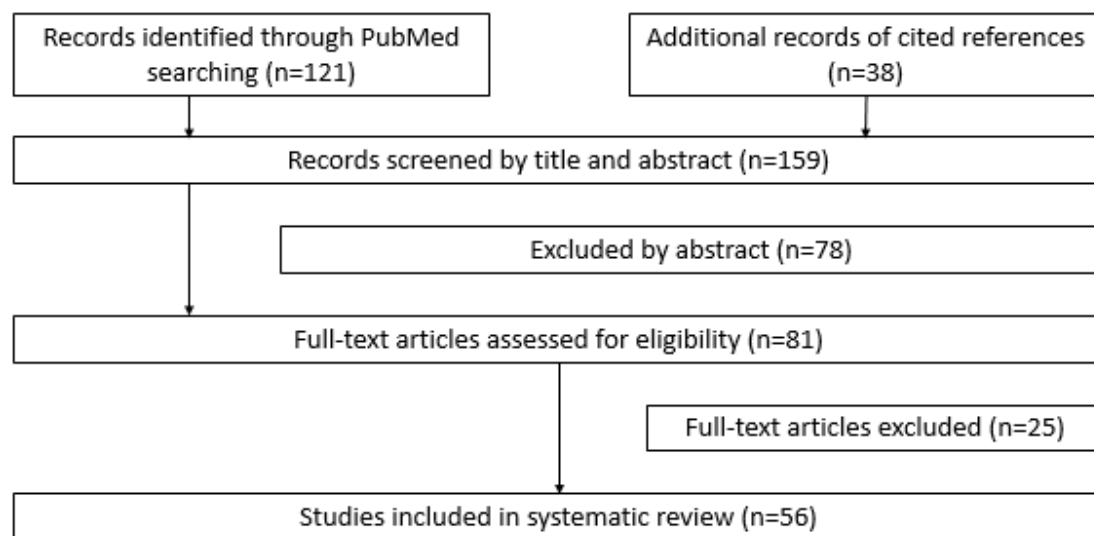 Records identified through PubMed
searching (n=121)
Additional records of cited references
(n=38)
Records screened by title and abstract (n=159)
Excluded by abstract (n=78)
Full-text articles assessed for eligibility (n=81)
Full-text articles excluded (n=25)
Studies included in systematic review (n=56)